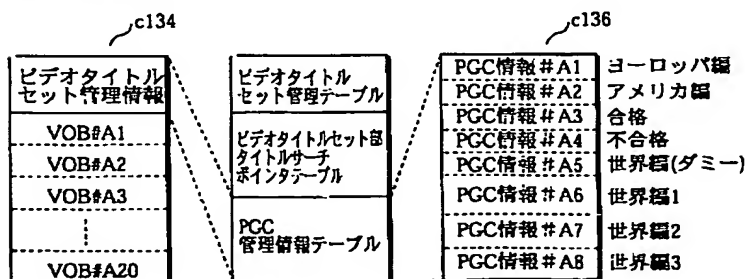 c134
ビデオタイトル
セット管理情報
VOB#A1
VOB#A2
VOB#A3
VOB#A20
ビデオタイトル
セット管理テーブル
ビデオタイトルセット部
タイトルサーチ
ポインタテーブル
PGC
管理情報テーブル
c136
PGC情報#A1 ヨーロッパ編
PGC情報#A2 アメリカ編
PGC情報#A3 合格
PGC情報#A4 不合格
PGC情報#A5 世界編(ダミー)
PGC情報#A6 世界編1
PGC情報#A7 世界編2
PGC情報#A8 世界編3